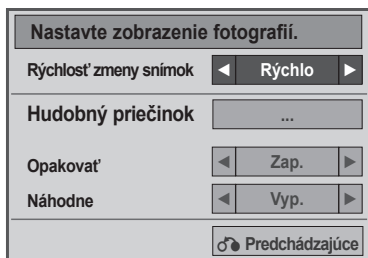 Nastavte zobrazenie fotografií.
Rýchlosť zmeny snímok ◀ Rýchlo ▶
Hudobný priečinok ...
Opakovať ◀ Zap. ▶
Náhodne ◀ Vyp. ▶
Predchádzajúce